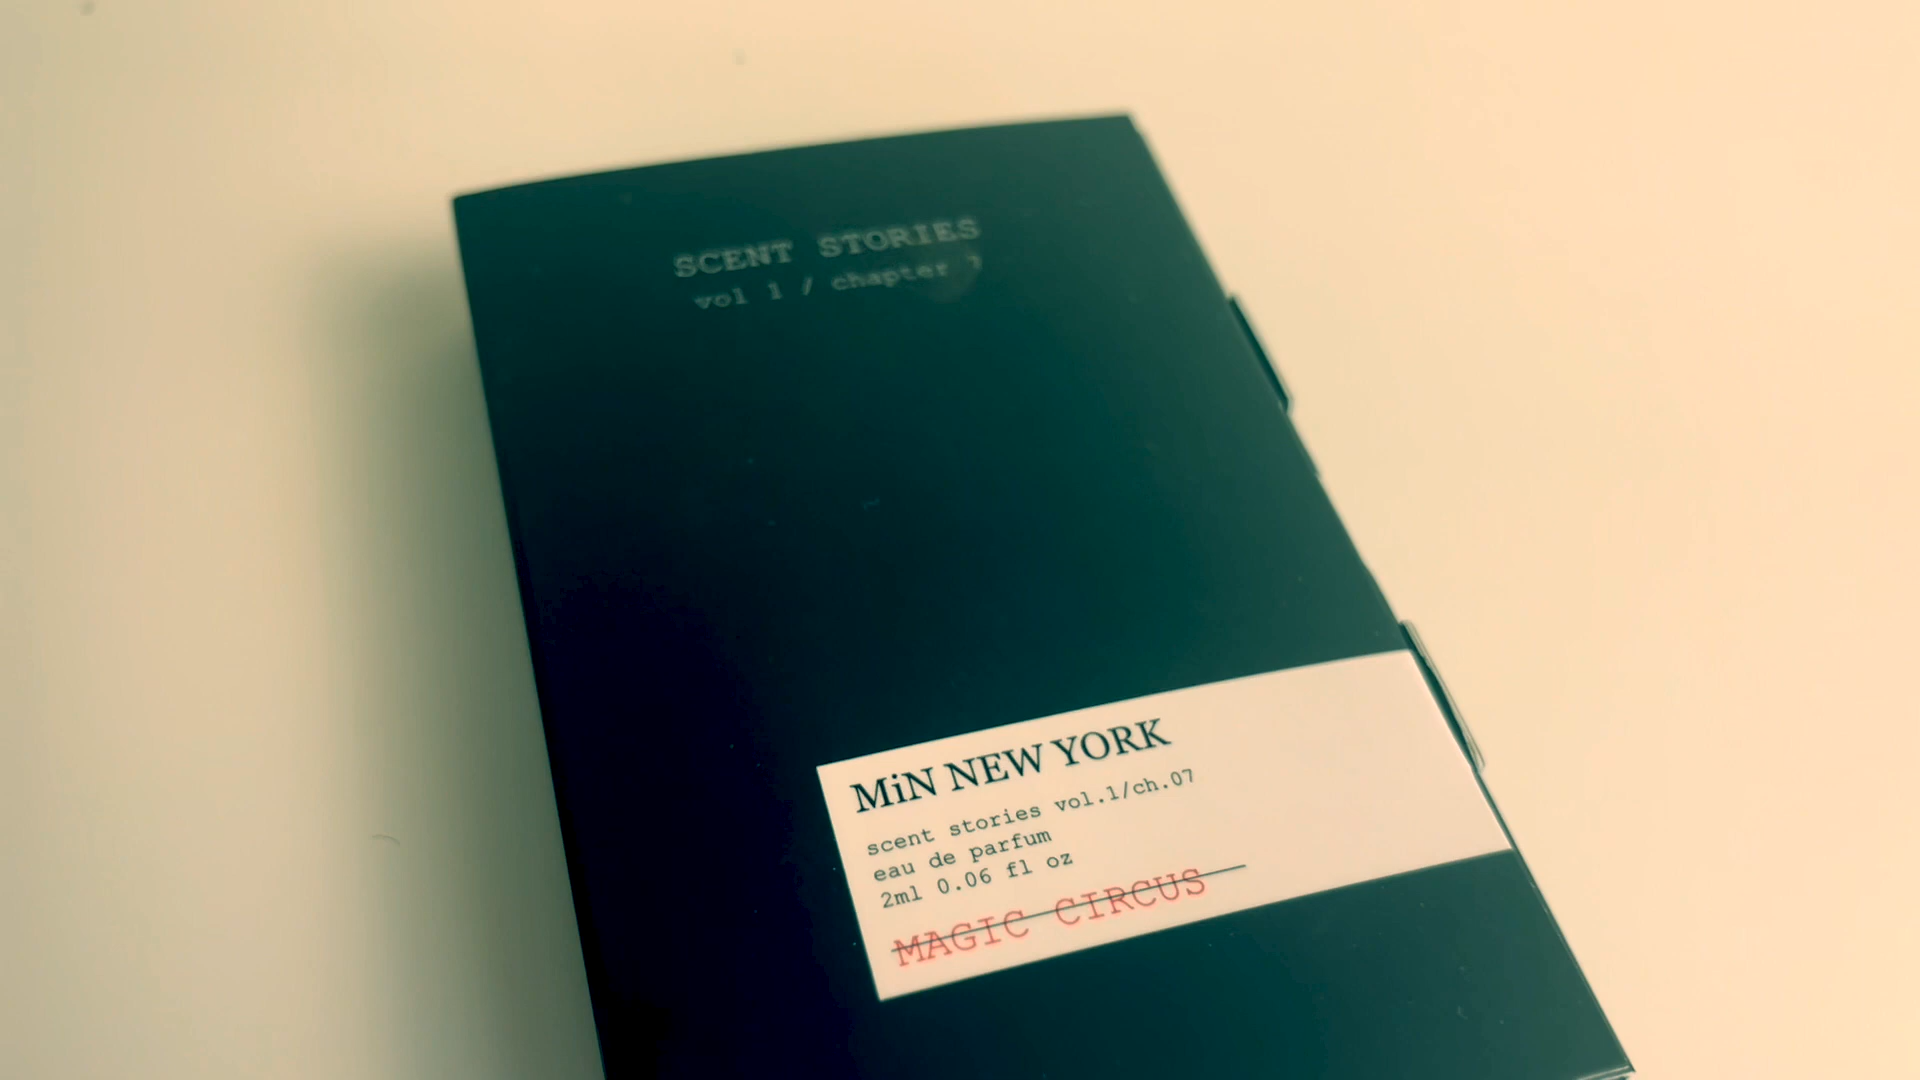 SCENT STORIES
vol 1 / chapter 7
MiN NEW YORK
scent stories vol.1/ch.07
eau de parfum
2ml 0.06 fl oz
MAGIC CIRCUS